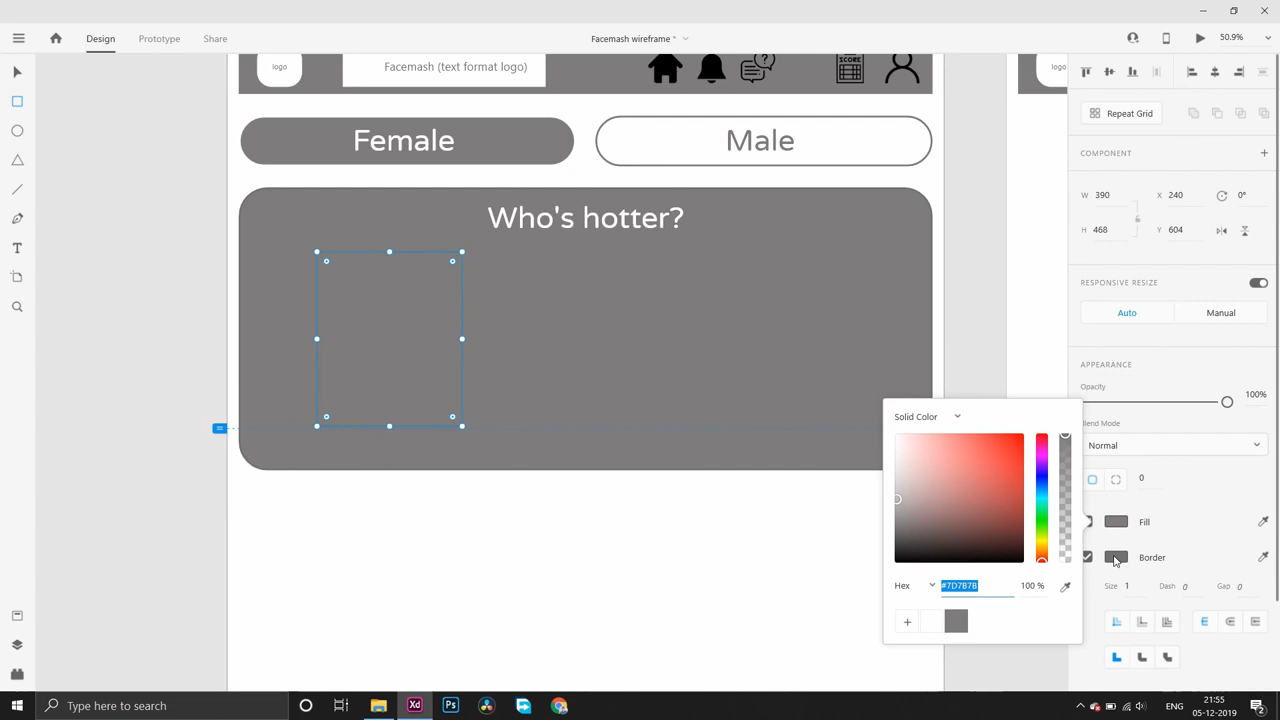 Design
Prototype
Share
Facemash wireframe *
50.9%
logo
Facemash (text format logo)
SCORE
logo
Repeat Grid
Female
Male
COMPONENT
W 390
X 240
0°
Who's hotter?
H 468
Y 604
RESPONSIVE RESIZE
Auto
Manual
APPEARANCE
Opacity
100%
Solid Color
Blend Mode
Normal
0
Fill
Border
Hex
#7D7B7B
100 %
Size 1
Dash 0
Gap 0
Type here to search
Xd
Ps
ENG
21:55
05-12-2019
2